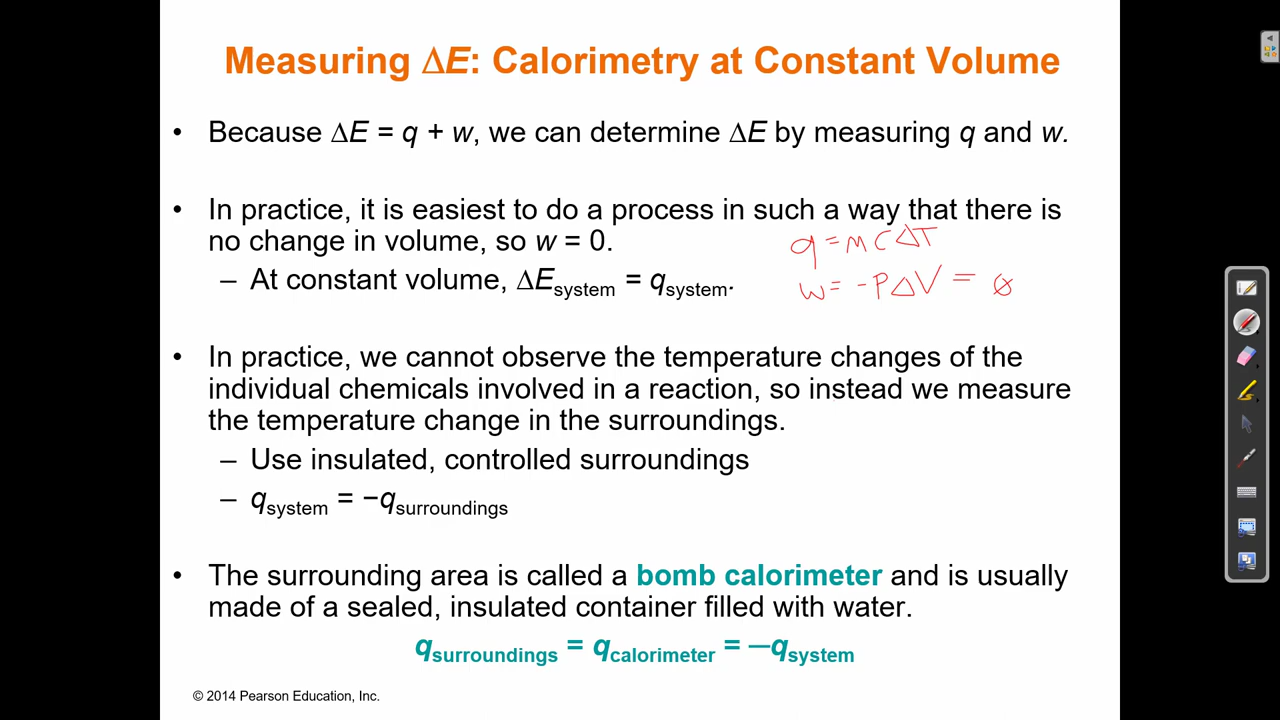 Measuring ΔE: Calorimetry at Constant Volume
• Because ΔE = q + w, we can determine ΔE by measuring q and w.
• In practice, it is easiest to do a process in such a way that there is
no change in volume, so w = 0.
q = m C ΔT
– At constant volume, ΔEsystem = qsystem.
w = -PΔV = ∅
• In practice, we cannot observe the temperature changes of the
individual chemicals involved in a reaction, so instead we measure
the temperature change in the surroundings.
– Use insulated, controlled surroundings
– qsystem = −qsurroundings
• The surrounding area is called a bomb calorimeter and is usually
made of a sealed, insulated container filled with water.
qsurroundings = qcalorimeter = —qsystem
© 2014 Pearson Education, Inc.